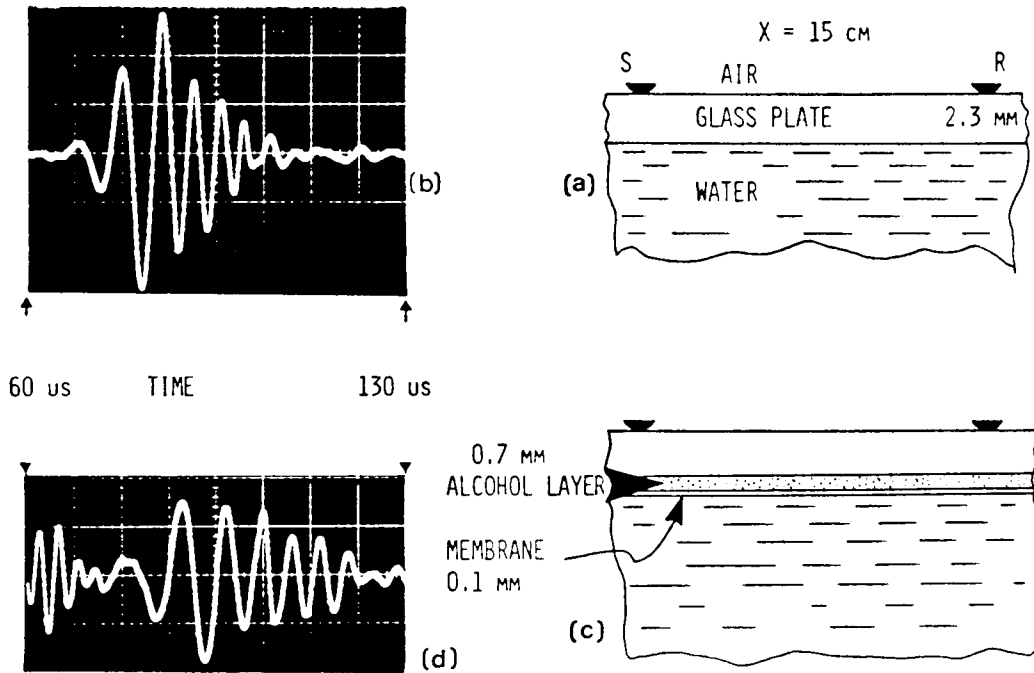 X = 15 CM
S
R
AIR
GLASS PLATE
2.3 MM
(b)
(a)
WATER
60 us
TIME
130 us
0.7 MM
ALCOHOL LAYER
MEMBRANE
0.1 MM
(c)
(d)